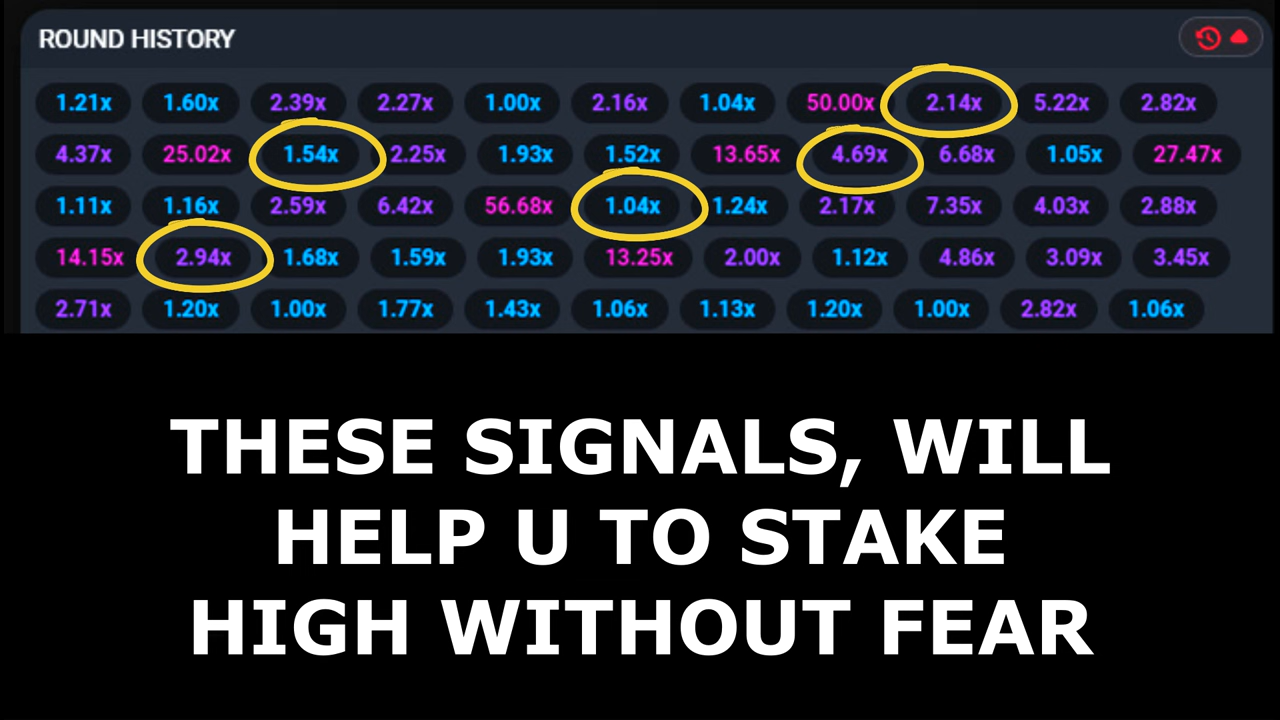 ROUND HISTORY
1.21x 1.60x 2.39x 2.27x 1.00x 2.16x 1.04x 50.00x 2.14x 5.22x 2.82x
4.37x 25.02x 1.54x 2.25x 1.93x 1.52x 13.65x 4.69x 6.68x 1.05x 27.47x
1.11x 1.16x 2.59x 6.42x 56.68x 1.04x 1.24x 2.17x 7.35x 4.03x 2.88x
14.15x 2.94x 1.68x 1.59x 1.93x 13.25x 2.00x 1.12x 4.86x 3.09x 3.45x
2.71x 1.20x 1.00x 1.77x 1.43x 1.06x 1.13x 1.20x 1.00x 2.82x 1.06x
THESE SIGNALS, WILL
HELP U TO STAKE
HIGH WITHOUT FEAR